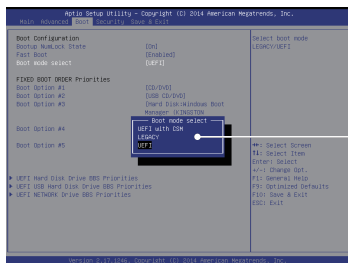 Aptio Setup Utility - Copyright (C) 2014 American Megatrends, Inc.
Main Advanced Boot Security Save & Exit
Boot Configuration
Bootup NumLock State [On]
Fast Boot [Enabled]
Boot mode select [UEFI]
FIXED BOOT ORDER Priorities
Boot Option #1 [CD/DVD]
Boot Option #2 [USB CD/DVD]
Boot Option #3 [Hard Disk:Windows Boot
Manager (KINGSTON
Boot Option #4
Boot Option #5
Boot mode select
UEFI with CSM
LEGACY
UEFI
UEFI Hard Disk Drive BBS Priorities
UEFI USB Hard Disk Drive BBS Priorities
UEFI NETWORK Drive BBS Priorities
Select boot mode
LEGACY/UEFI
: Select Screen
: Select Item
Enter: Select
+/-: Change Opt.
F1: General Help
F9: Optimized Defaults
F10: Save & Exit
ESC: Exit
Version 2.17.1246. Copyright (C) 2014 American Megatrends, Inc.